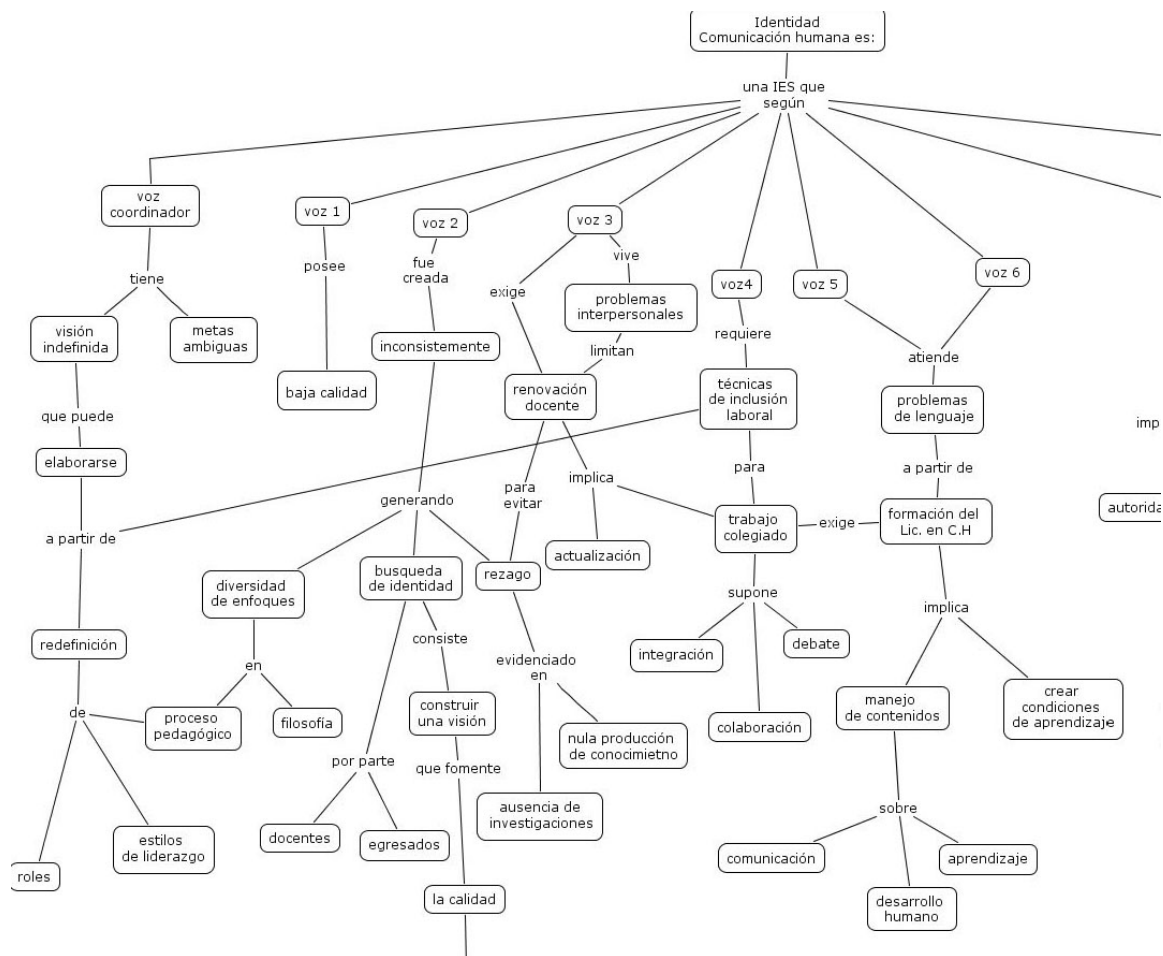 Identidad
Comunicación humana es:
una IES que
según
voz
coordinador
voz 1
voz 2
voz 3
voz4
voz 5
voz 6
tiene
posee
fue
creada
exige
vive
requiere
atiende
visión
indefinida
metas
ambiguas
baja calidad
inconsistemente
problemas
interpersonales
limitan
renovación
docente
técnicas
de inclusión
laboral
problemas
de lenguaje
que puede
elaborarse
a partir de
generando
para
evitar
implica
para
a partir de
imp
autorida
trabajo
colegiado
exige
formación del
Lic. en C.H
actualización
diversidad
de enfoques
busqueda
de identidad
rezago
supone
implica
redefinición
en
consiste
evidenciado
en
integración
debate
colaboración
de
proceso
pedagógico
filosofía
construir
una visión
nula producción
de conocimietno
manejo
de contenidos
crear
condiciones
de aprendizaje
por parte
que fomente
ausencia de
investigaciones
sobre
roles
estilos
de liderazgo
docentes
egresados
la calidad
comunicación
desarrollo
humano
aprendizaje